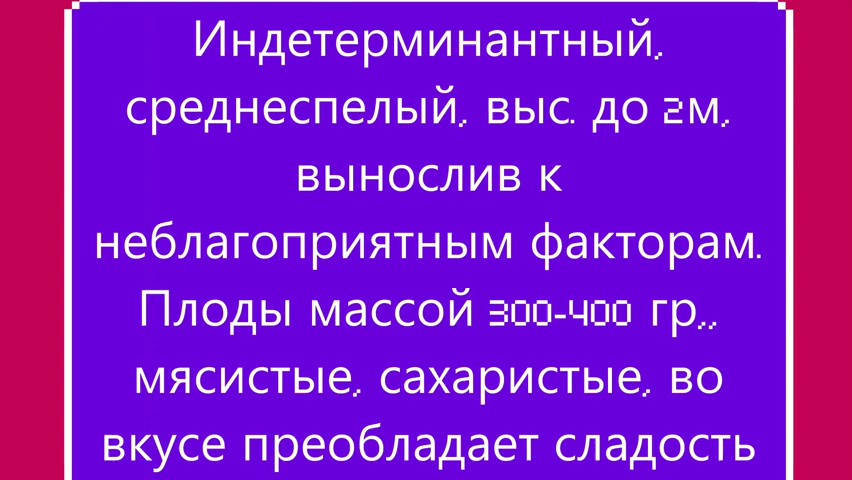 Индетерминантный,
среднеспелый, выс. до 2м,
вынослив к
неблагоприятным факторам.
Плоды массой 300-400 гр.,
мясистые, сахаристые, во
вкусе преобладает сладость